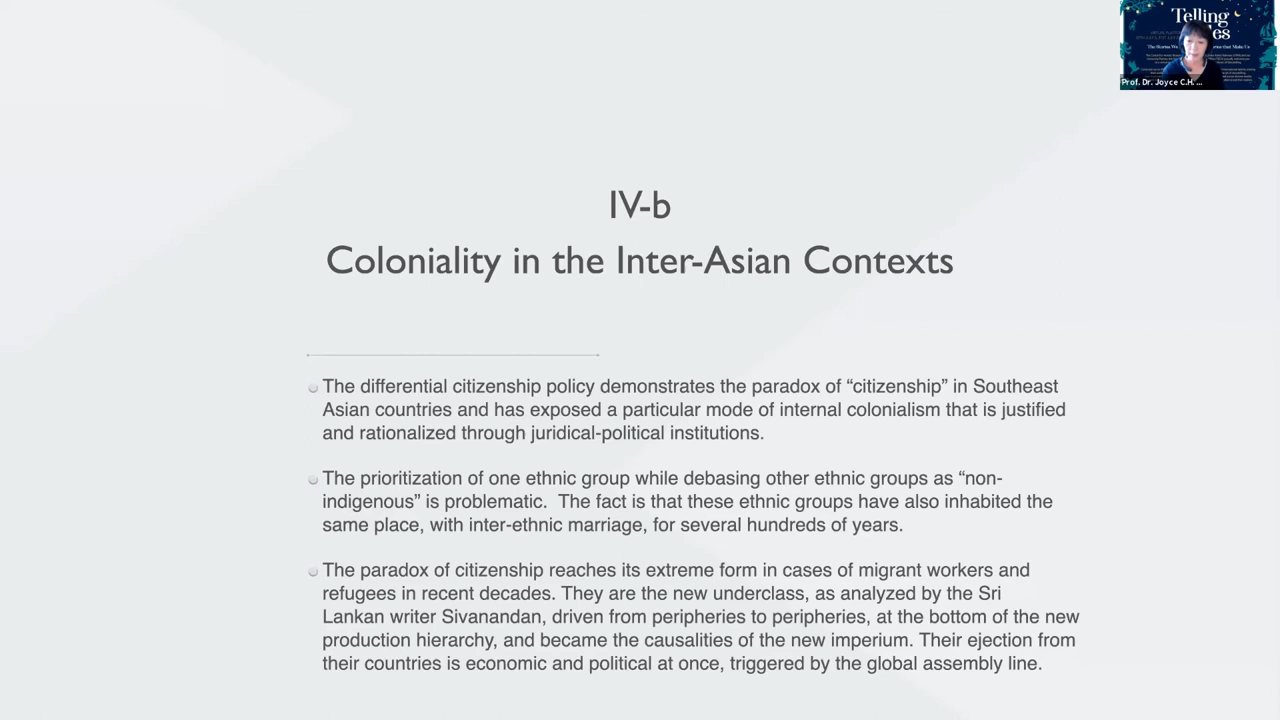 Telling
The Stories We
that Make Us
Prof. Dr. Joyce C.H. ...
IV-b
Coloniality in the Inter-Asian Contexts
The differential citizenship policy demonstrates the paradox of “citizenship” in Southeast
Asian countries and has exposed a particular mode of internal colonialism that is justified
and rationalized through juridical-political institutions.
The prioritization of one ethnic group while debasing other ethnic groups as “non-
indigenous” is problematic.  The fact is that these ethnic groups have also inhabited the
same place, with inter-ethnic marriage, for several hundreds of years.
The paradox of citizenship reaches its extreme form in cases of migrant workers and
refugees in recent decades. They are the new underclass, as analyzed by the Sri
Lankan writer Sivanandan, driven from peripheries to peripheries, at the bottom of the new
production hierarchy, and became the causalities of the new imperium. Their ejection from
their countries is economic and political at once, triggered by the global assembly line.